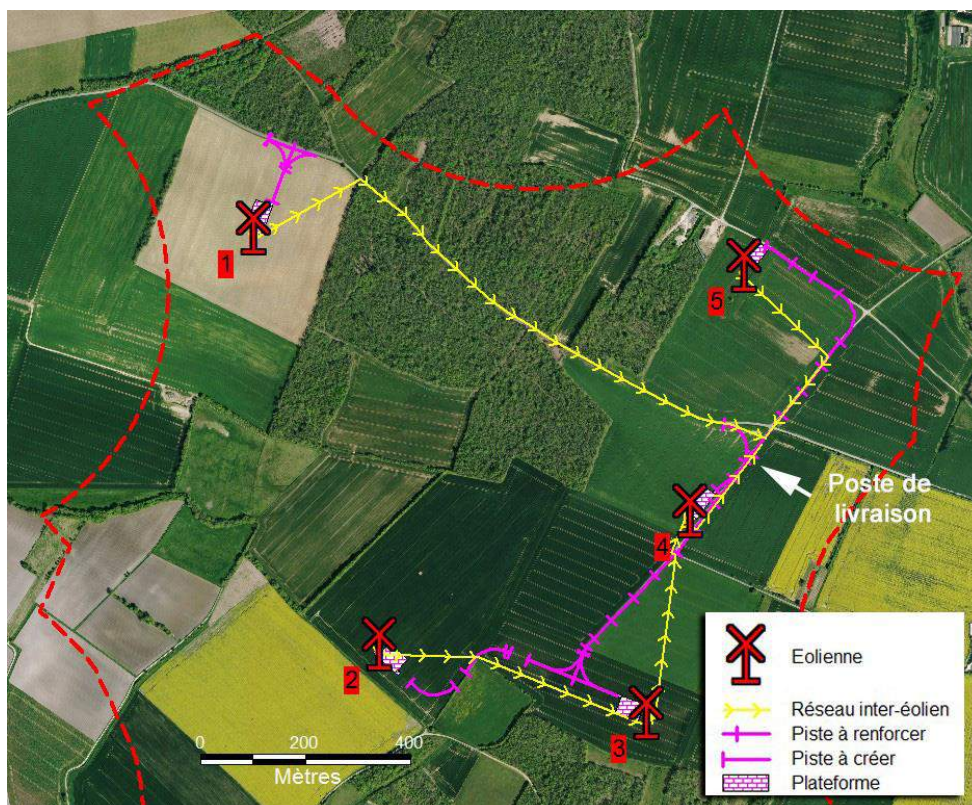 1
5
Poste de
livraison
4
2
3
0 200 400
Mètres
Eolienne
Réseau inter-éolien
Piste à renforcer
Piste à créer
Plateforme